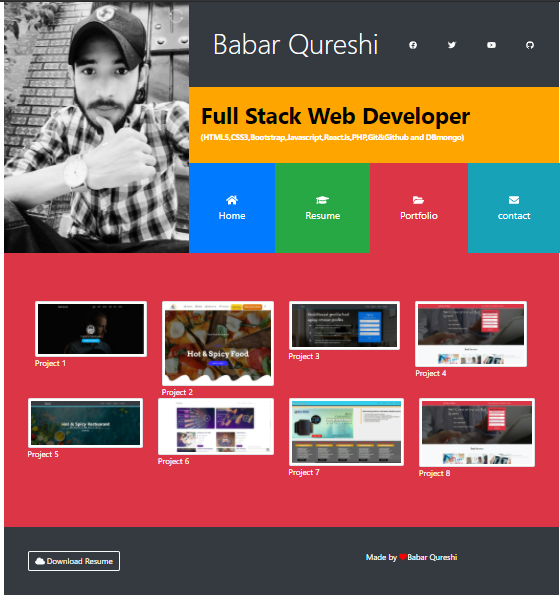 Babar Qureshi
Full Stack Web Developer
(HTML5,CSS3,Bootstrap,Javascript,ReactJs,PHP,Git&Github and DBmongo)
Home
Resume
Portfolio
contact
Hot & Spicy Food
Project 1
Project 2
Project 3
Project 4
Hot & Spicy Restaurant
Project 5
Project 6
Project 7
Project 8
Download Resume
Made by ❤Babar Qureshi